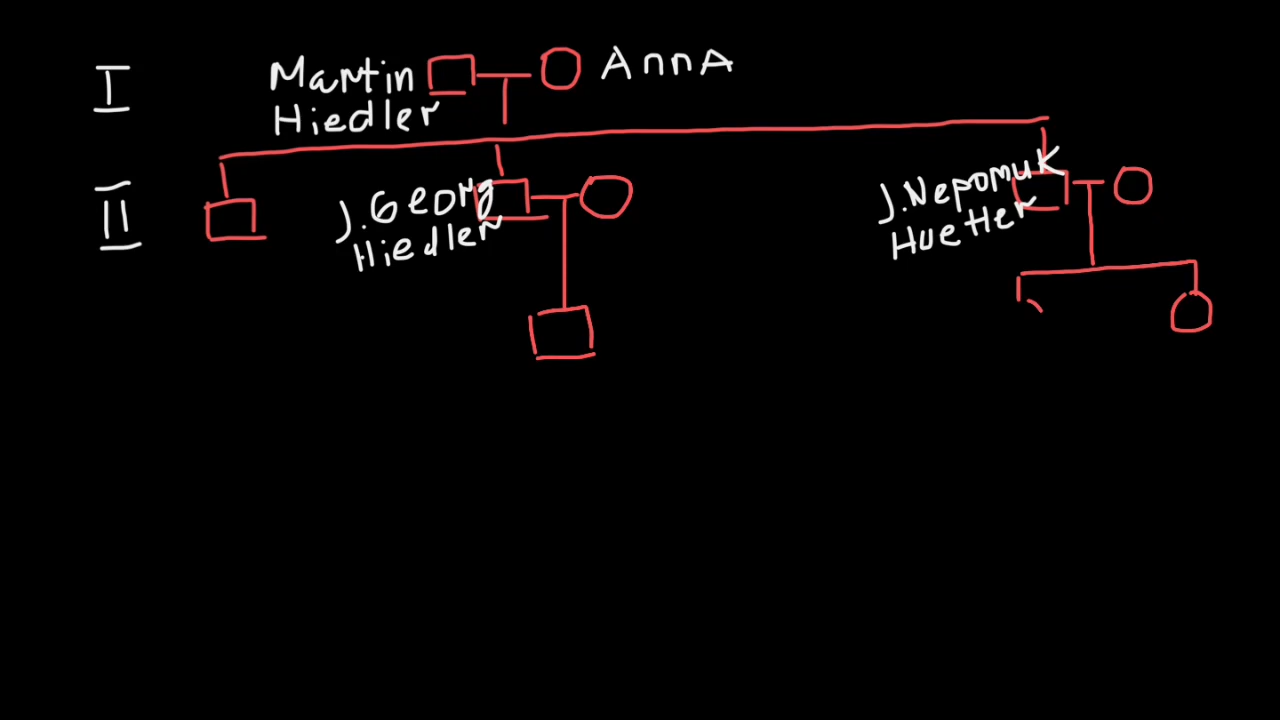 I
Martin
Hiedler
AnnA
II
J.Georg
Hiedler
J.Nepomuk
Huetler